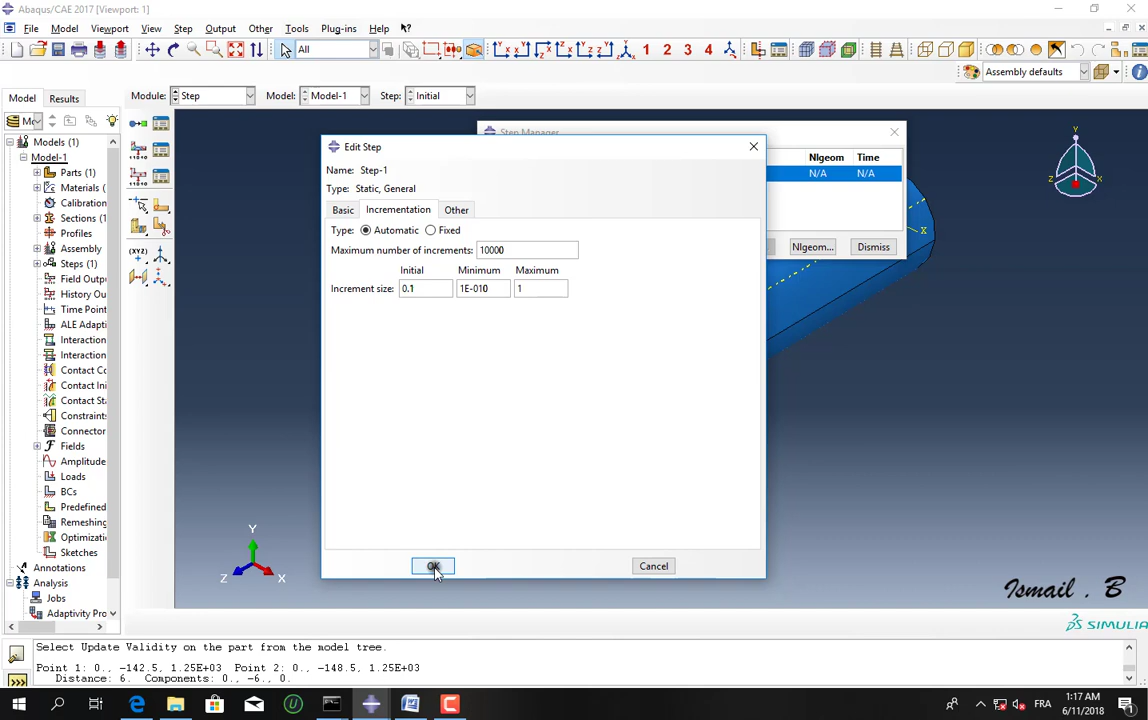 Abaqus/CAE 2017 [Viewport: 1]
File Model Viewport View Step Output Other Tools Plug-ins Help
All
1 2 3 4
Assembly defaults
Model Results
Module: Step Model: Model-1 Step: Initial
Models (1)
Model-1
Parts (1)
Materials (
Calibration
Sections (
Profiles
Assembly
Steps (1)
Field Outp
History Ou
Time Point
ALE Adapti
Interaction
Interaction
Contact Co
Contact Ini
Contact Sta
Constraints
Connector
Fields
Amplitude
Loads
BCs
Predefined
Remeshing
Optimizatio
Sketches
Annotations
Analysis
Jobs
Adaptivity Proc
Step Manager
Nlgeom Time
N/A N/A
Nlgeom... Dismiss
Edit Step
Name: Step-1
Type: Static, General
Basic Incrementation Other
Type: Automatic Fixed
Maximum number of increments: 10000
Initial Minimum Maximum
Increment size: 0.1 1E-010 1
OK Cancel
Y
Z X
X
Y
Z X
Ismail . B
SIMULIA
Select Update Validity on the part from the model tree.
Point 1: 0., -142.5, 1.25E+03 Point 2: 0., -148.5, 1.25E+03
Distance: 6. Components: 0., -6., 0.
FRA
1:17 AM
6/11/2018